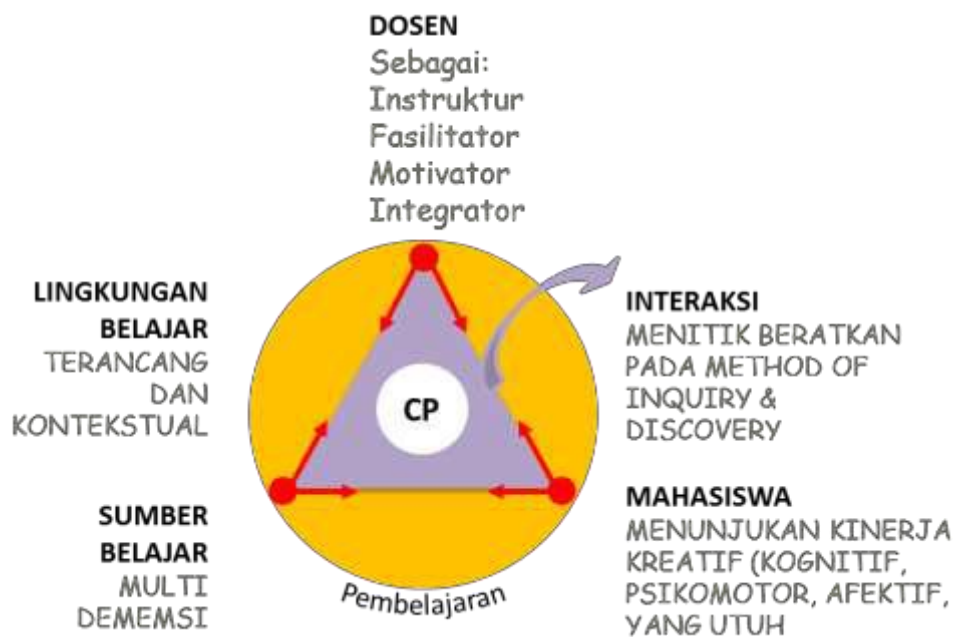 DOSEN
Sebagai:
Instruktur
Fasilitator
Motivator
Integrator
LINGKUNGAN
BELAJAR
TERANCANG
DAN
KONTEKSTUAL
INTERAKSI
MENITIK BERATKAN
PADA METHOD OF
INQUIRY &
DISCOVERY
CP
SUMBER
BELAJAR
MULTI
DEMEMSI
MAHASISWA
MENUNJUKAN KINERJA
KREATIF (KOGNITIF,
PSIKOMOTOR, AFEKTIF,
YANG UTUH
Pembelajaran